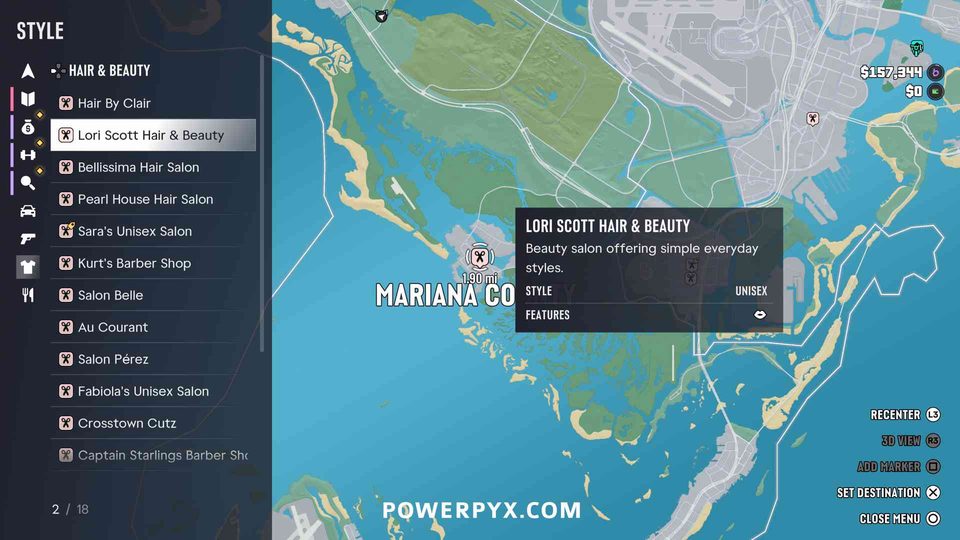 STYLE
HAIR & BEAUTY
Hair By Clair
Lori Scott Hair & Beauty
Bellissima Hair Salon
Pearl House Hair Salon
Sara's Unisex Salon
Kurt's Barber Shop
Salon Belle
Au Courant
Salon Pérez
Fabiola's Unisex Salon
Crosstown Cutz
Captain Starlings Barber Sho
2 / 18
$157,344
$0
LORI SCOTT HAIR & BEAUTY
Beauty salon offering simple everyday
styles.
STYLE UNISEX
FEATURES
1.90 mi
MARIANA CO
RECENTER L3
3D VIEW R3
ADD MARKER
SET DESTINATION
CLOSE MENU
POWERPYX.COM